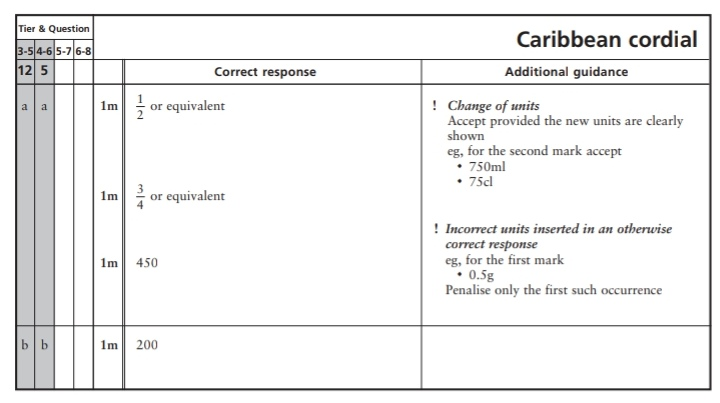 Tier & Question
Caribbean cordial
3-5 4-6 5-7 6-8
12 5
Correct response
Additional guidance
a a
1m
1/2 or equivalent
! Change of units
Accept provided the new units are clearly
shown
eg, for the second mark accept
• 750ml
• 75cl
1m
3/4 or equivalent
! Incorrect units inserted in an otherwise
correct response
eg, for the first mark
• 0.5g
Penalise only the first such occurrence
1m
450
b b
1m
200